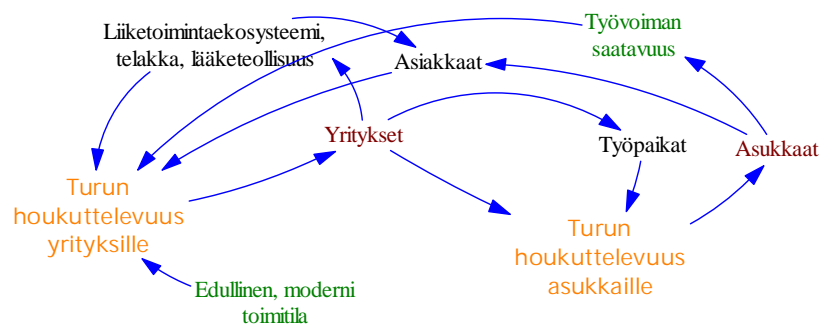 Liiketoimintaekosysteemi,
telakka, lääketeollisuus
Työvoiman
saatavuus
Asiakkaat
Yritykset
Työpaikat
Asukkaat
Turun
houkuttelevuus
yrityksille
Turun
houkuttelevuus
asukkaille
Edullinen, moderni
toimitila